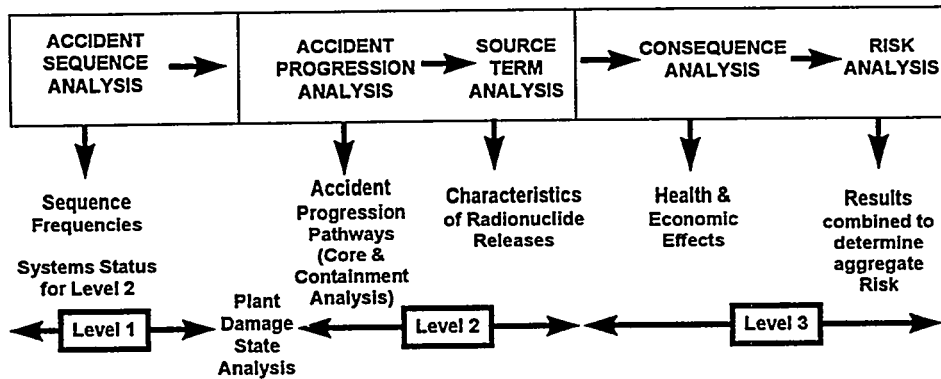 ACCIDENT
SEQUENCE
ANALYSIS
ACCIDENT
PROGRESSION
ANALYSIS
SOURCE
TERM
ANALYSIS
CONSEQUENCE
ANALYSIS
RISK
ANALYSIS
Sequence
Frequencies
Systems Status
for Level 2
Accident
Progression
Pathways
(Core &
Containment
Analysis)
Characteristics
of Radionuclide
Releases
Health &
Economic
Effects
Results
combined to
determine
aggregate
Risk
Level 1
Plant
Damage
State
Analysis
Level 2
Level 3